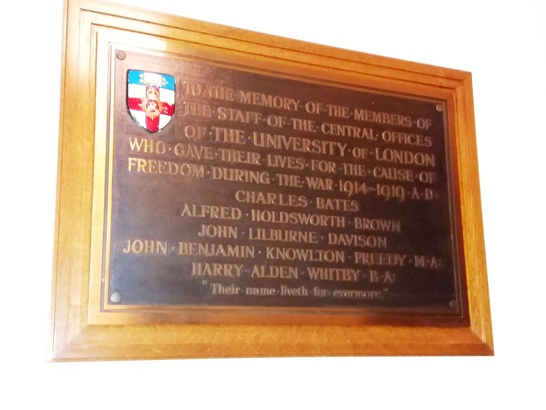 TO·THE·MEMORY·OF·THE·MEMBERS·OF
THE·STAFF·OF·THE·CENTRAL·OFFICES
OF·THE·UNIVERSITY·OF·LONDON
WHO·GAVE·THEIR·LIVES·FOR·THE·CAUSE·OF
FREEDOM·DURING·THE·WAR·1914–1919·A·D·
CHARLES·BATES
ALFRED·HOLDSWORTH·BROWN
JOHN·LILBURNE·DAVISON
JOHN·BENJAMIN·KNOWLTON·PREEDY·M·A·
HARRY·ALDEN·WHITBY·B·A·
"Their·name·liveth·for·evermore"